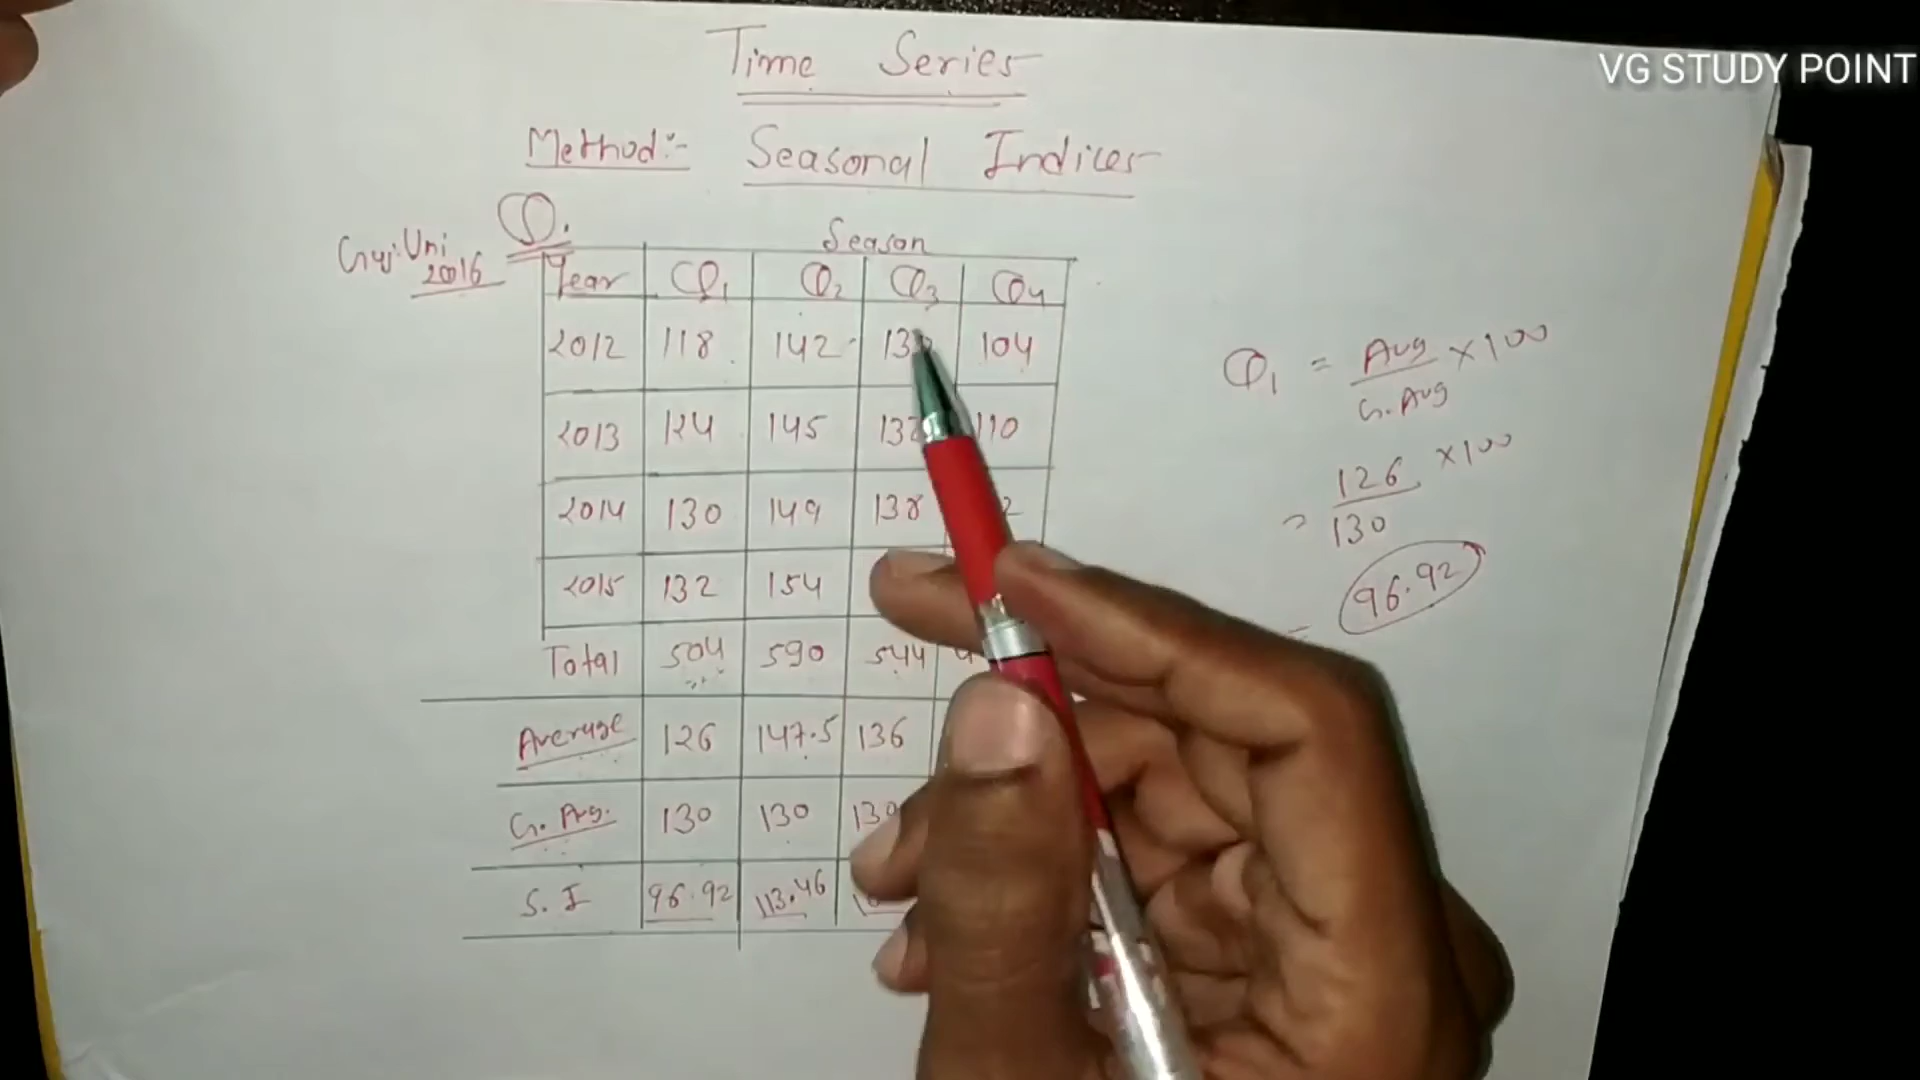 VG STUDY POINT
Time Series
Method:- Seasonal Indices
Guj. Uni 2016
Q.
Season
Year Q1 Q2 Q3 Q4
2012 118 142 104
2013 124 145 110
2014 130 149 138
2015 132 154
Total 504 590 544
Average 126 147.5 136
G. Avg. 130 130 130
S. I 96.92 113.46
Q1 = Avg / G. Avg ×100
= 126 / 130 ×100
= 96.92